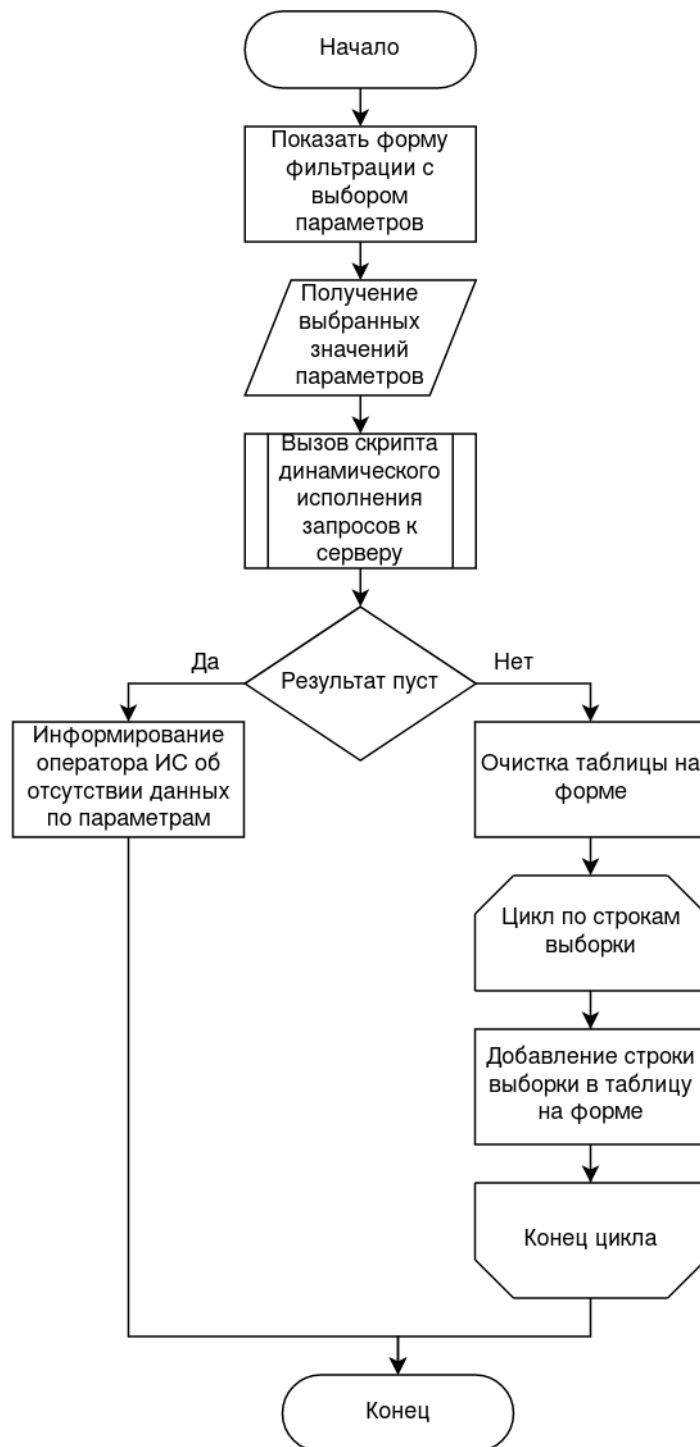 Начало
Показать форму
фильтрации с
выбором
параметров
Получение
выбранных
значений
параметров
Вызов скрипта
динамического
исполнения
запросов к
серверу
Результат пуст
Да
Нет
Информирование
оператора ИС об
отсутствии данных
по параметрам
Очистка таблицы на
форме
Цикл по строкам
выборки
Добавление строки
выборки в таблицу
на форме
Конец цикла
Конец